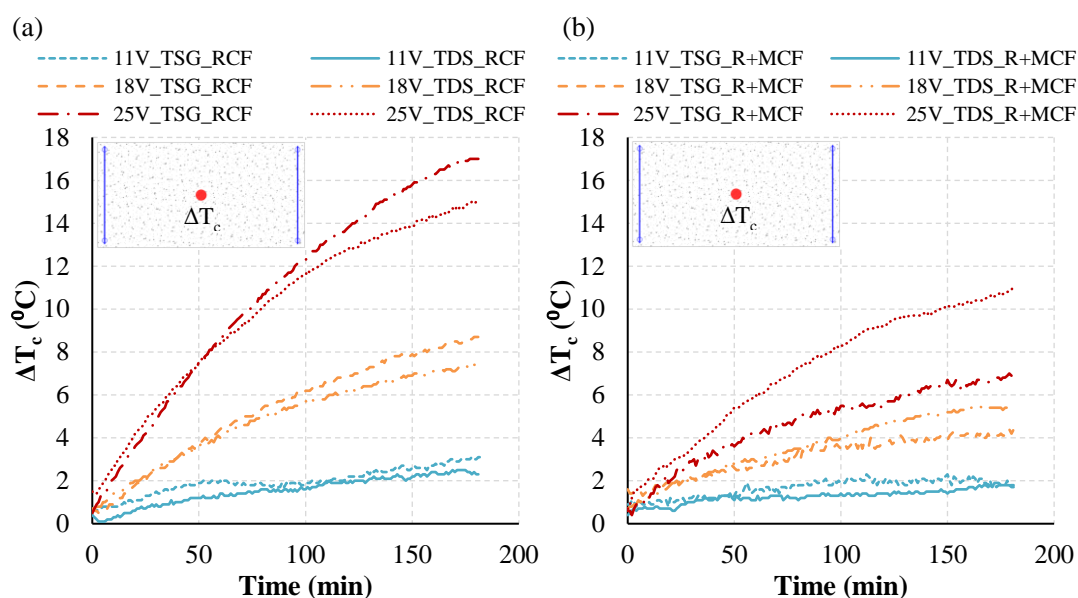 (a)
11V_TSG_RCF 11V_TDS_RCF
18V_TSG_RCF 18V_TDS_RCF
25V_TSG_RCF 25V_TDS_RCF
18
16
14
12
10
8
6
4
2
0
ΔTc (⁰C)
ΔTc
0 50 100 150 200
Time (min)
(b)
11V_TSG_R+MCF 11V_TDS_R+MCF
18V_TSG_R+MCF 18V_TDS_R+MCF
25V_TSG_R+MCF 25V_TDS_R+MCF
18
16
14
12
10
8
6
4
2
0
ΔTc (⁰C)
ΔTc
0 50 100 150 200
Time (min)